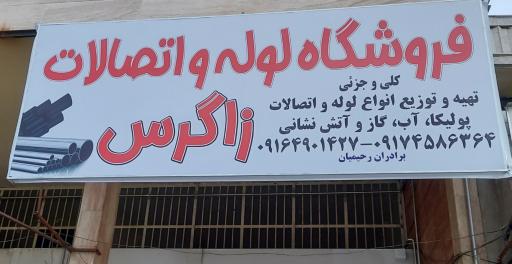 فروشگاه لوله و اتصالات
زاگرس
کلی و جزئی
تهیه و توزیع انواع لوله و اتصالات
پولیکا، آب، گاز و آتش نشانی
۰۹۱۶۴۹۰۱۴۲۷-۰۹۱۷۴۵۸۶۳۶۴
برادران رحیمیان